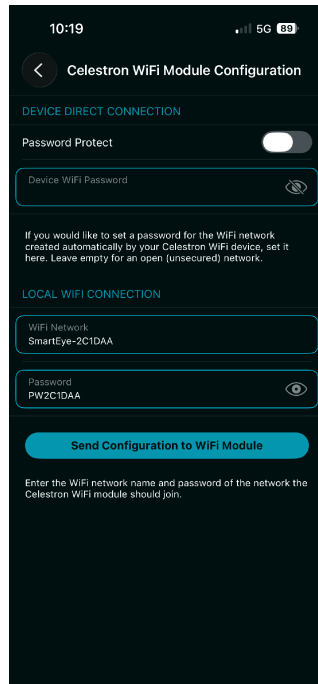 10:19
5G 89
Celestron WiFi Module Configuration
DEVICE DIRECT CONNECTION
Password Protect
Device WiFi Password
If you would like to set a password for the WiFi network
created automatically by your Celestron WiFi device, set it
here. Leave empty for an open (unsecured) network.
LOCAL WIFI CONNECTION
WiFi Network
SmartEye-2C1DAA
Password
PW2C1DAA
Send Configuration to WiFi Module
Enter the WiFi network name and password of the network the
Celestron WiFi module should join.